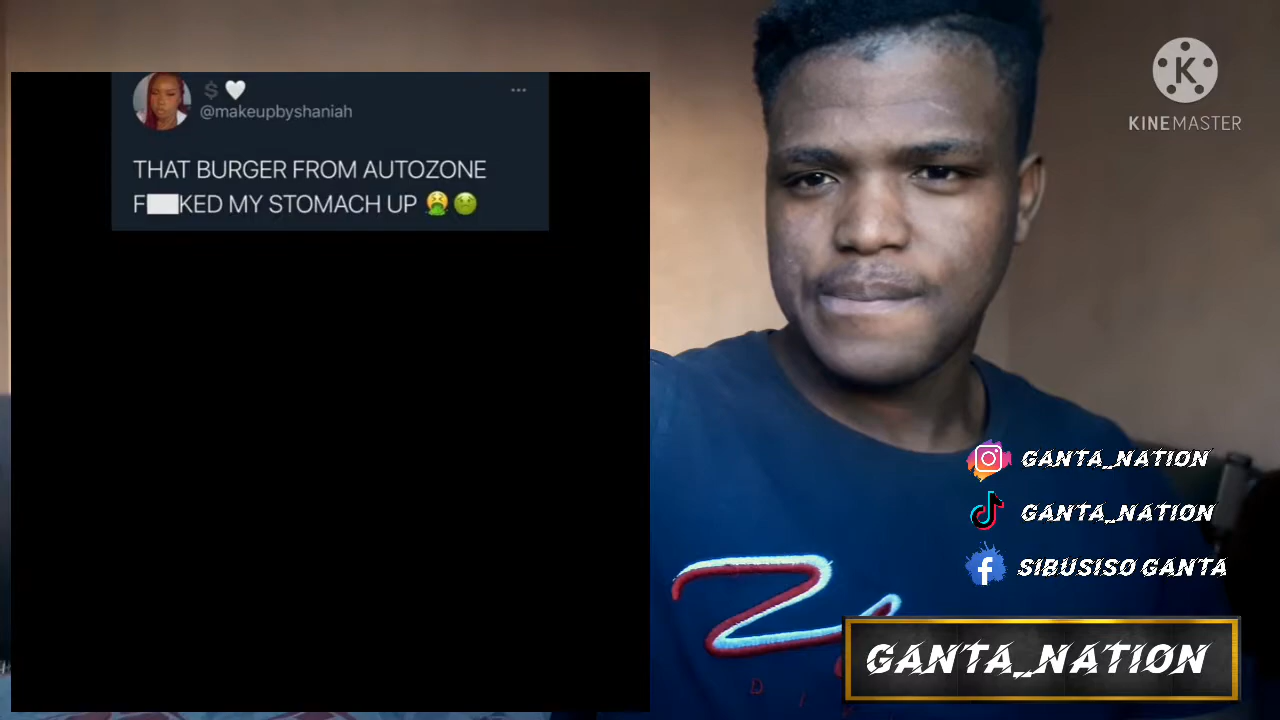 $ 🤍
@makeupbyshaniah
THAT BURGER FROM AUTOZONE
F██KED MY STOMACH UP 🤮🤢
K
KINEMASTER
GANTA_NATION
GANTA_NATION
SIBUSISO GANTA
GANTA_NATION